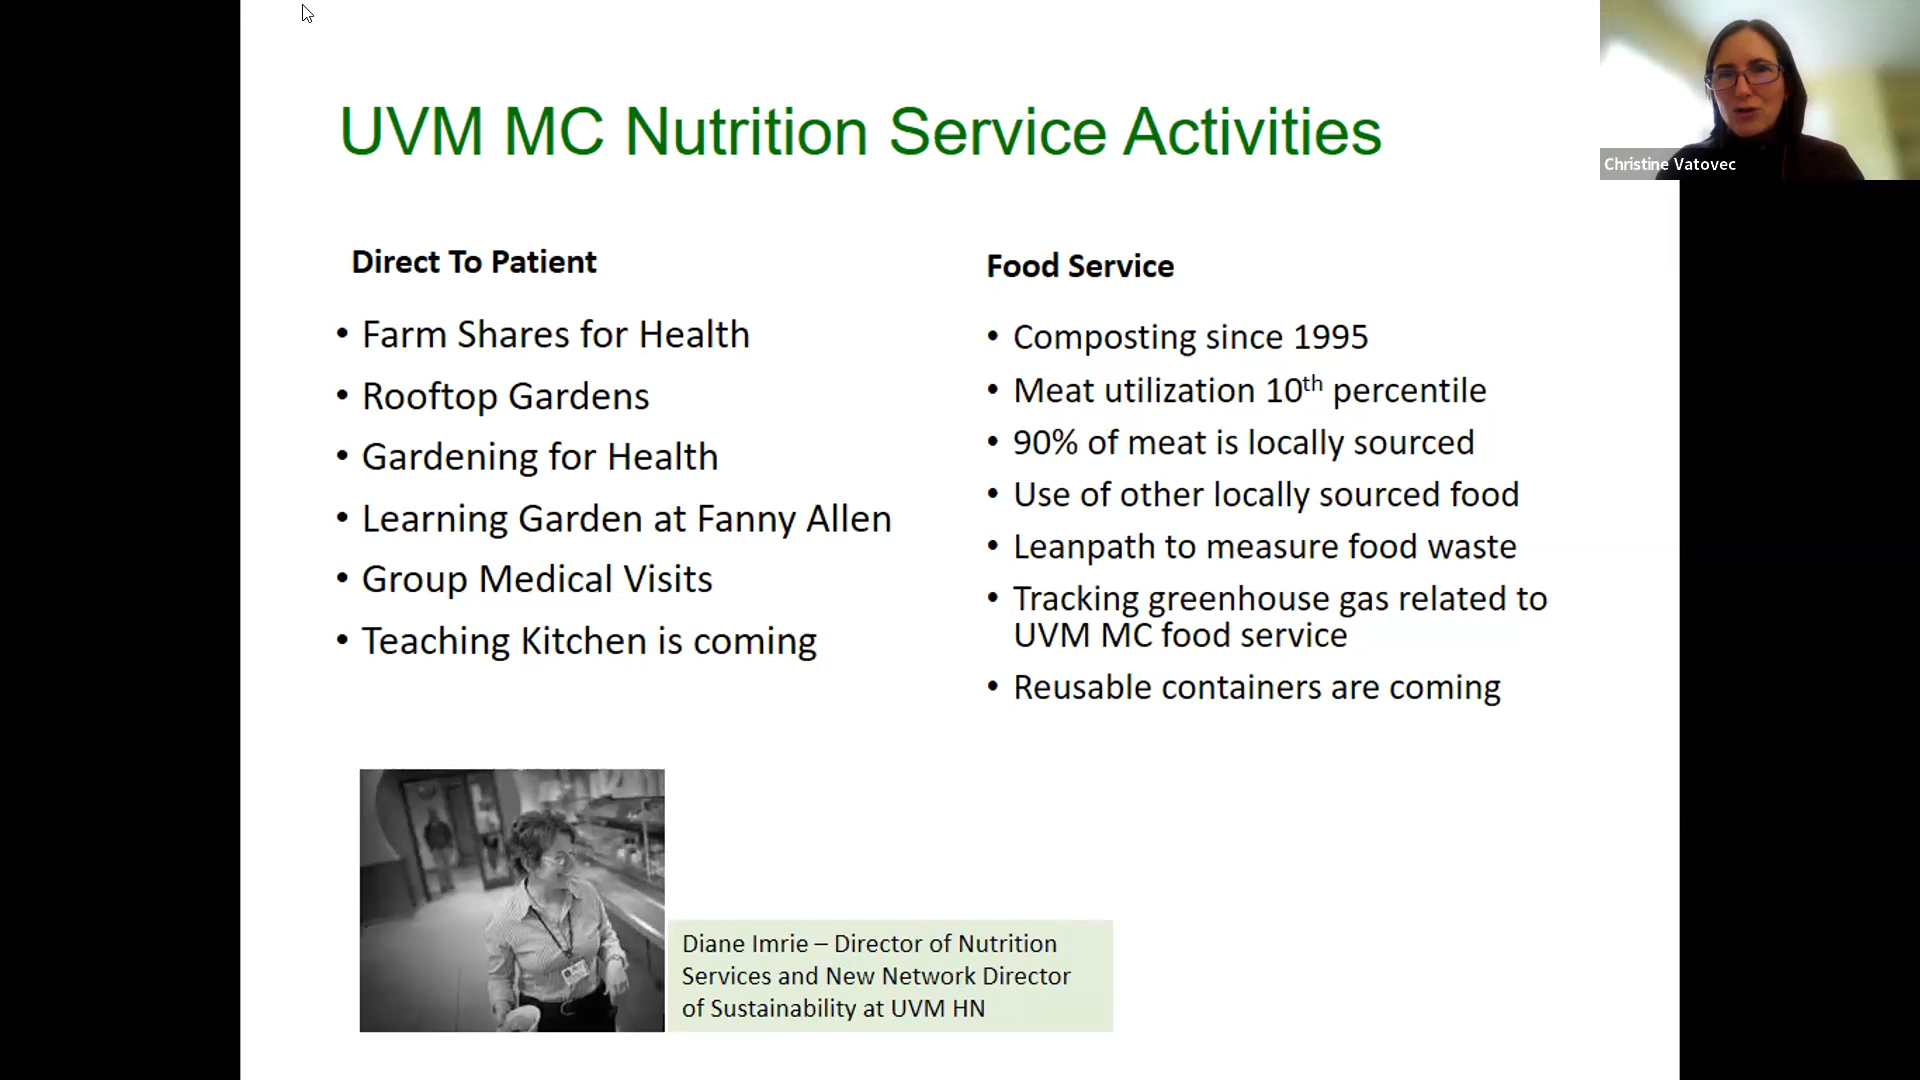 UVM MC Nutrition Service Activities
Christine Vatovec
Direct To Patient
• Farm Shares for Health
• Rooftop Gardens
• Gardening for Health
• Learning Garden at Fanny Allen
• Group Medical Visits
• Teaching Kitchen is coming
Food Service
• Composting since 1995
• Meat utilization 10th percentile
• 90% of meat is locally sourced
• Use of other locally sourced food
• Leanpath to measure food waste
• Tracking greenhouse gas related to
UVM MC food service
• Reusable containers are coming
Diane Imrie – Director of Nutrition
Services and New Network Director
of Sustainability at UVM HN